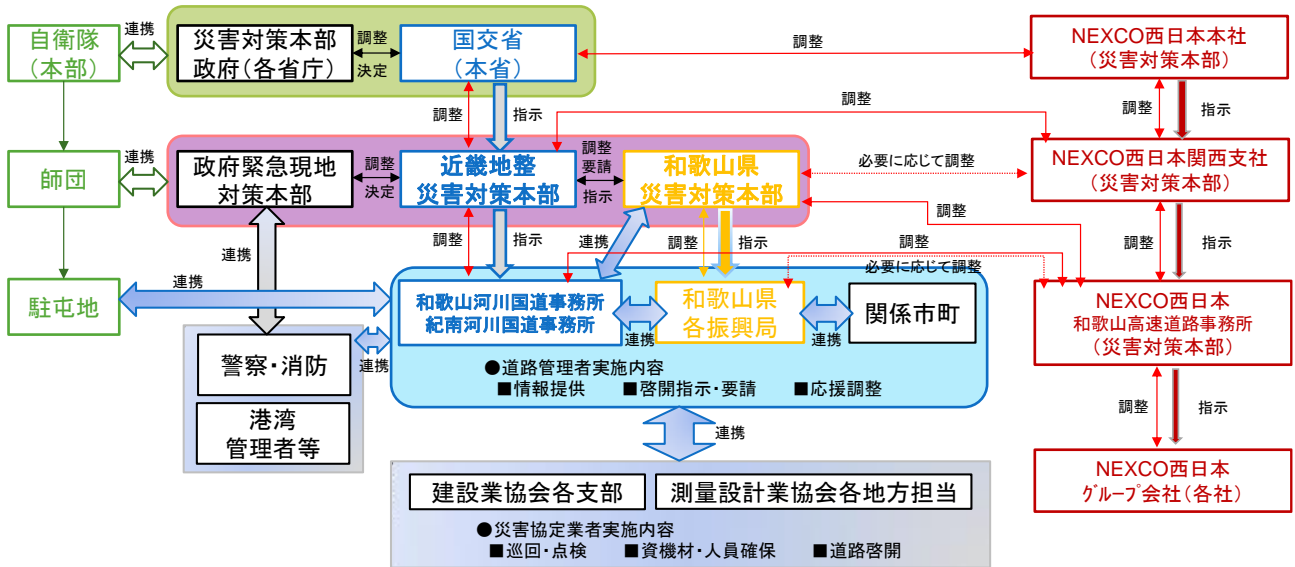 自衛隊
(本部)
連携
災害対策本部
政府(各省庁)
調整
決定
国交省
(本省)
調整
NEXCO西日本本社
(災害対策本部)
調整
指示
調整
調整
指示
師団
連携
政府緊急現地
対策本部
調整
決定
近畿地整
災害対策本部
調整
要請
指示
和歌山県
災害対策本部
必要に応じて調整
NEXCO西日本関西支社
(災害対策本部)
調整
連携
調整
指示
連携
調整
指示
調整
必要に応じて調整
調整
指示
駐屯地
連携
和歌山河川国道事務所
紀南河川国道事務所
連携
和歌山県
各振興局
連携
関係市町
NEXCO西日本
和歌山高速道路事務所
(災害対策本部)
警察・消防
連携
●道路管理者実施内容
■情報提供 ■啓開指示・要請 ■応援調整
港湾
管理者等
連携
調整
指示
建設業協会各支部
測量設計業協会各地方担当
NEXCO西日本
グループ会社(各社)
●災害協定業者実施内容
■巡回・点検 ■資機材・人員確保 ■道路啓開